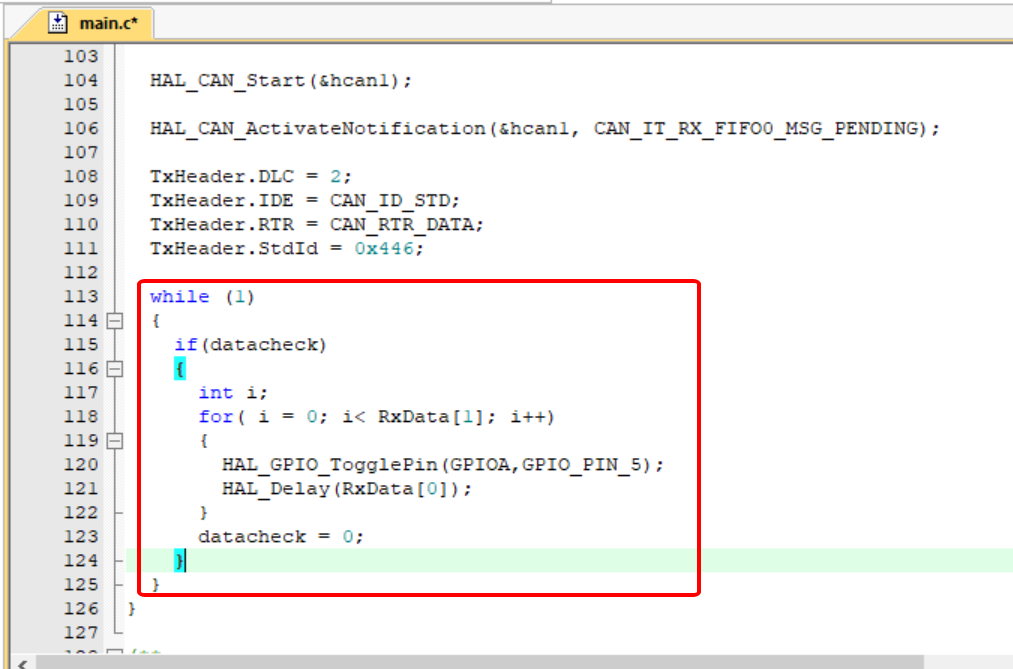 main.c*
103
104 HAL_CAN_Start(&hcan1);
105
106 HAL_CAN_ActivateNotification(&hcan1, CAN_IT_RX_FIFO0_MSG_PENDING);
107
108 TxHeader.DLC = 2;
109 TxHeader.IDE = CAN_ID_STD;
110 TxHeader.RTR = CAN_RTR_DATA;
111 TxHeader.StdId = 0x446;
112
113 while (1)
114 {
115 if(datacheck)
116 {
117 int i;
118 for( i = 0; i< RxData[1]; i++)
119 {
120 HAL_GPIO_TogglePin(GPIOA,GPIO_PIN_5);
121 HAL_Delay(RxData[0]);
122 }
123 datacheck = 0;
124 }
125 }
126 }
127